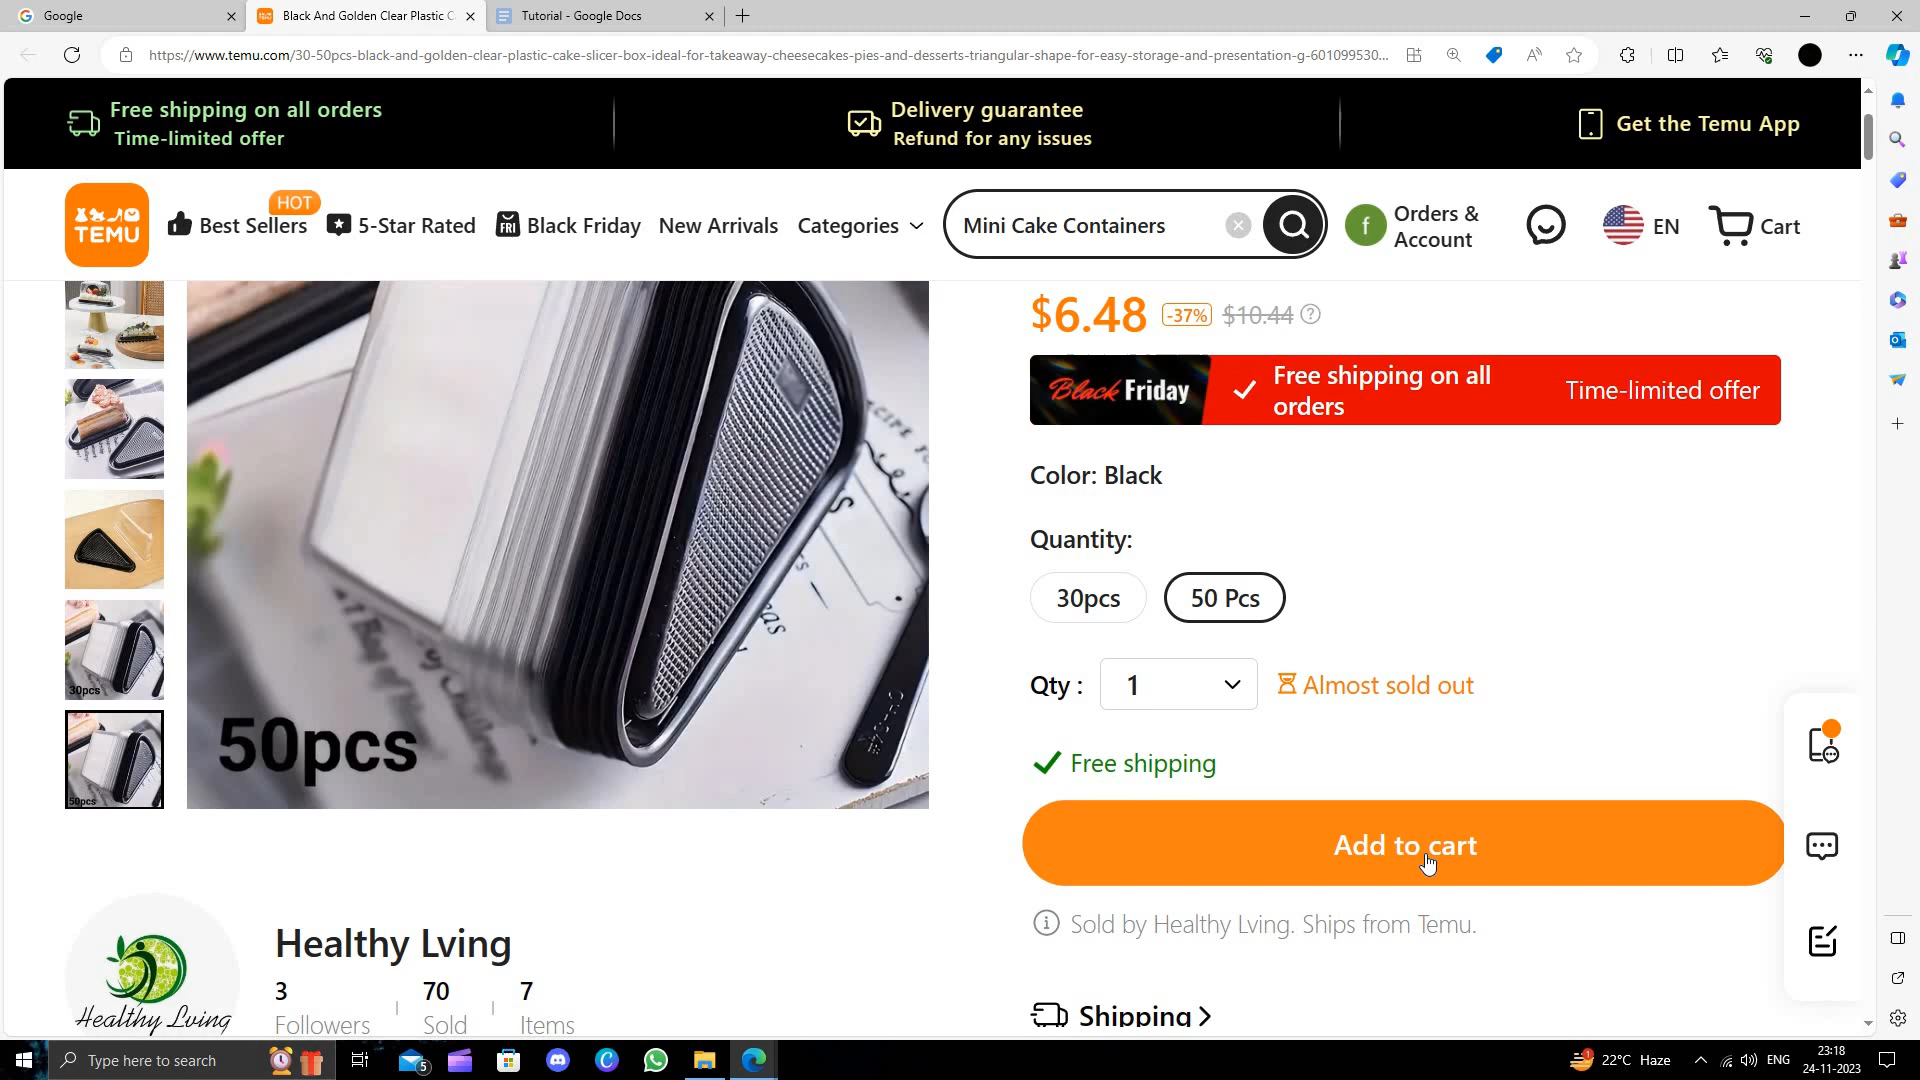 Google
Black And Golden Clear Plastic C
Tutorial - Google Docs
https://www.temu.com/30-50pcs-black-and-golden-clear-plastic-cake-slicer-box-ideal-for-takeaway-cheesecakes-pies-and-desserts-triangular-shape-for-easy-storage-and-presentation-g-601099530...
Free shipping on all orders
Time-limited offer
Delivery guarantee
Refund for any issues
Get the Temu App
TEMU
HOT
Best Sellers
5-Star Rated
FRI
Black Friday
New Arrivals
Categories
Mini Cake Containers
f
Orders &
Account
EN
Cart
$6.48
-37%
$10.44
Black Friday
Free shipping on all
orders
Time-limited offer
Color: Black
Quantity:
30pcs
50 Pcs
Qty :
1
Almost sold out
Free shipping
Add to cart
Sold by Healthy Lving. Ships from Temu.
Shipping
50pcs
30pcs
50pcs
Healthy Lving
Healthy Living
3
Followers
70
Sold
7
Items
Type here to search
5
1
22°C Haze
ENG
23:18
24-11-2023